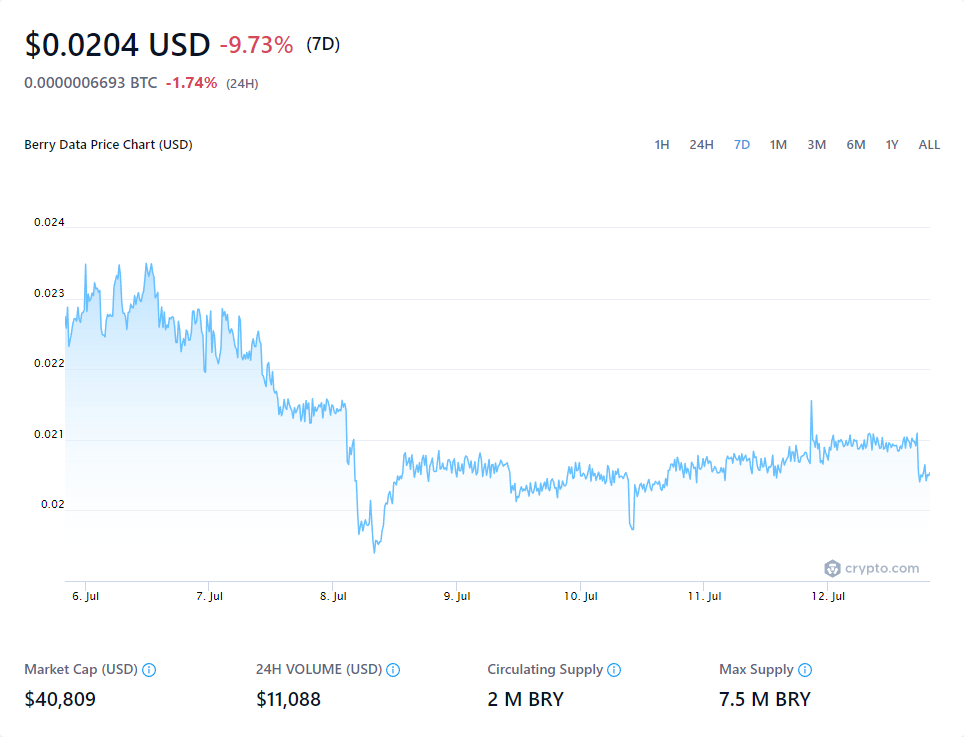 $0.0204 USD -9.73% (7D)
0.0000006693 BTC -1.74% (24H)
Berry Data Price Chart (USD) 1H 24H 7D 1M 3M 6M 1Y ALL
0.024
0.023
0.022
0.021
0.02
crypto.com
6. Jul 7. Jul 8. Jul 9. Jul 10. Jul 11. Jul 12. Jul
Market Cap (USD) 24H VOLUME (USD) Circulating Supply Max Supply
$40,809 $11,088 2 M BRY 7.5 M BRY